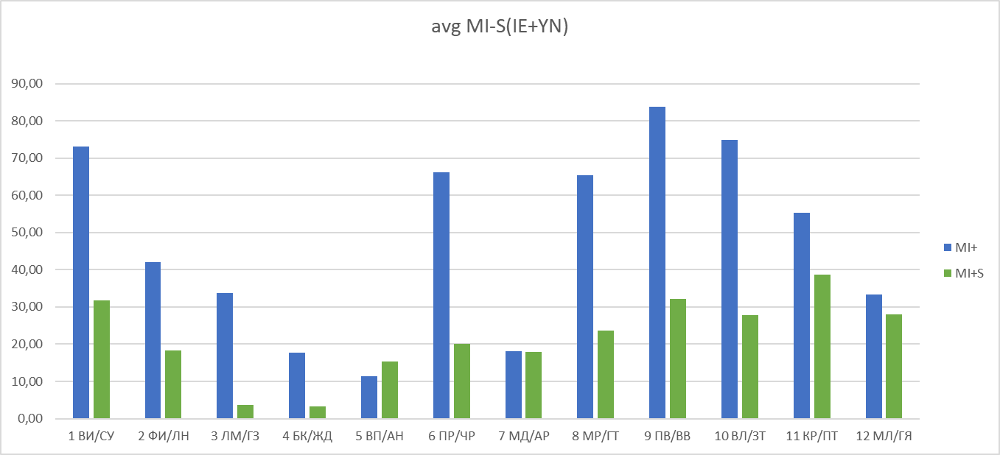 avg MI-S(IE+YN)
90,00
80,00
70,00
60,00
50,00
40,00
30,00
20,00
10,00
0,00
1 ВИ/СУ 2 ФИ/ЛН 3 ЛМ/ГЗ 4 БК/ЖД 5 ВП/АН 6 ПР/ЧР 7 МД/АР 8 МР/ГТ 9 ПВ/ВВ 10 ВЛ/ЗТ 11 КР/ПТ 12 МЛ/ГЯ
MI+
MI+S